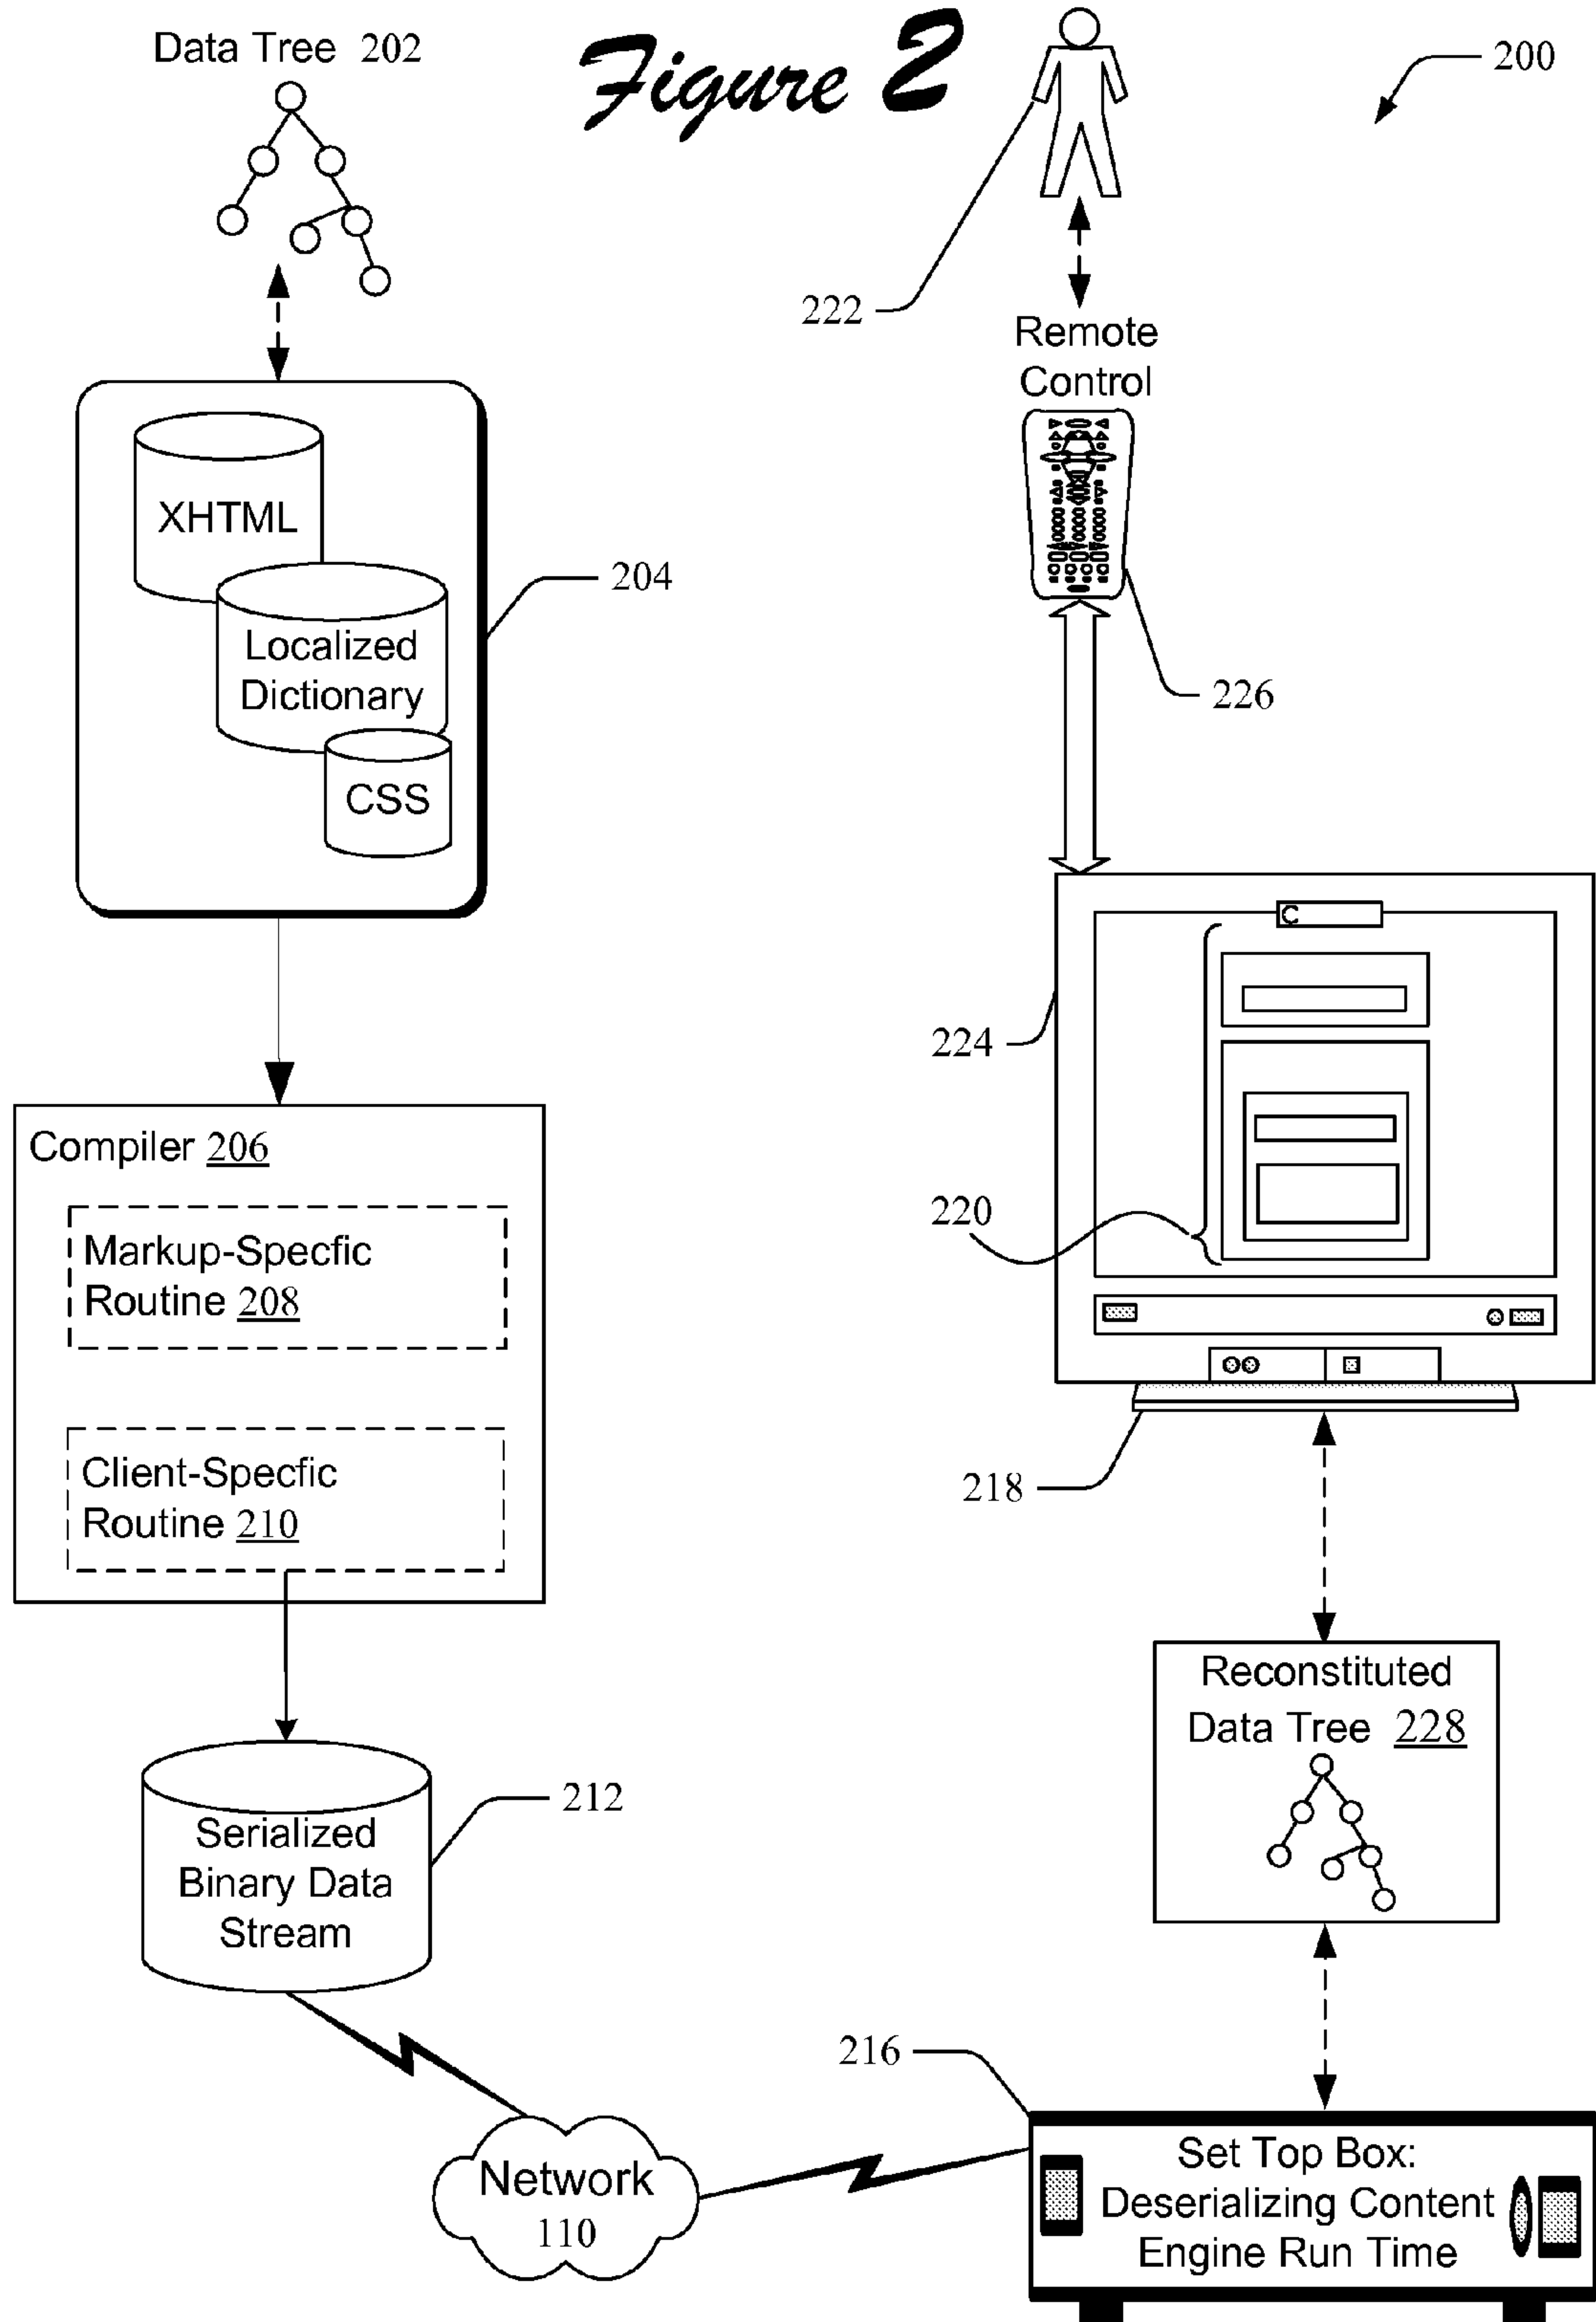 Figure 2
200
Data Tree 202
XHTML
Localized
Dictionary
CSS
204
Compiler 206
Markup-Specfic
Routine 208
Client-Specfic
Routine 210
Serialized
Binary Data
Stream
212
Network
110
222
Remote
Control
226
C
224
220
218
Reconstituted
Data Tree 228
216
Set Top Box:
Deserializing Content
Engine Run Time